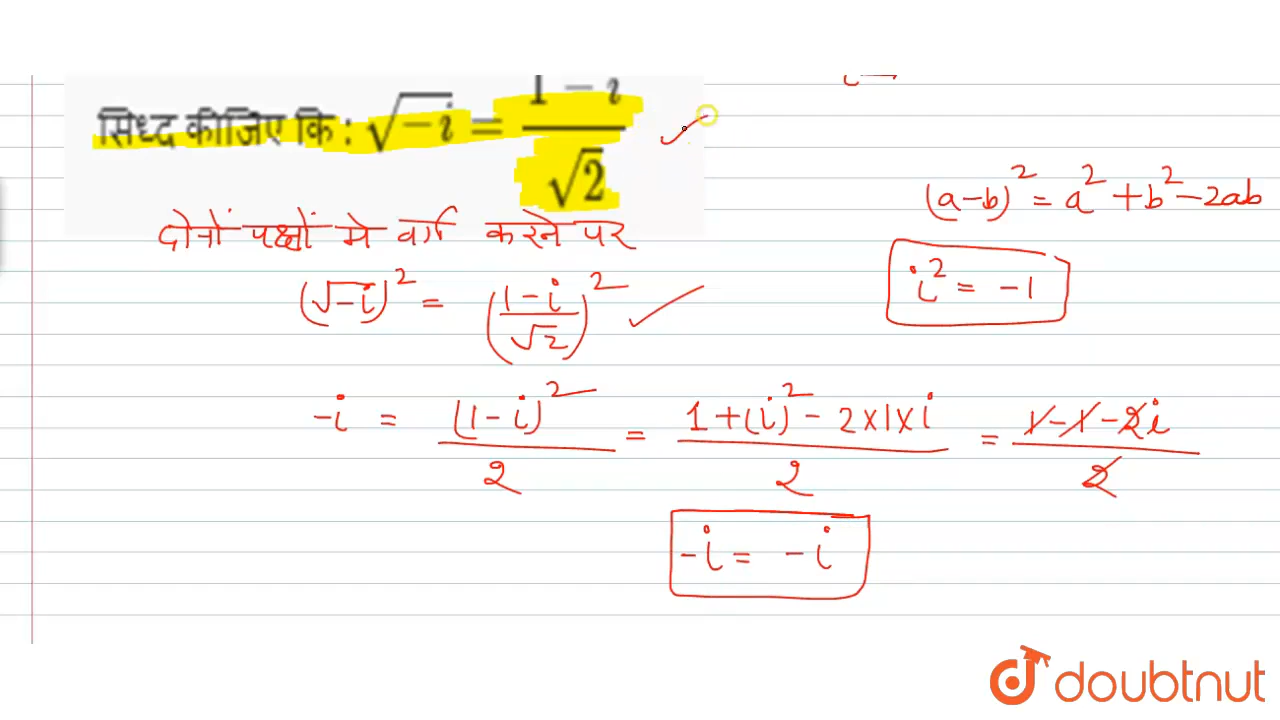 सिध्द कीजिए कि : √-i = 1 - i / √2
दोनों पक्षों मे वर्ग करने पर
(a-b)² = a² + b² - 2ab
i² = -1
(√-i)² = (1-i / √2)²
-i = (1-i)² / 2 = 1+(i)² - 2×1×i / 2 = 1-1-2i / 2
-i = -i
doubtnut